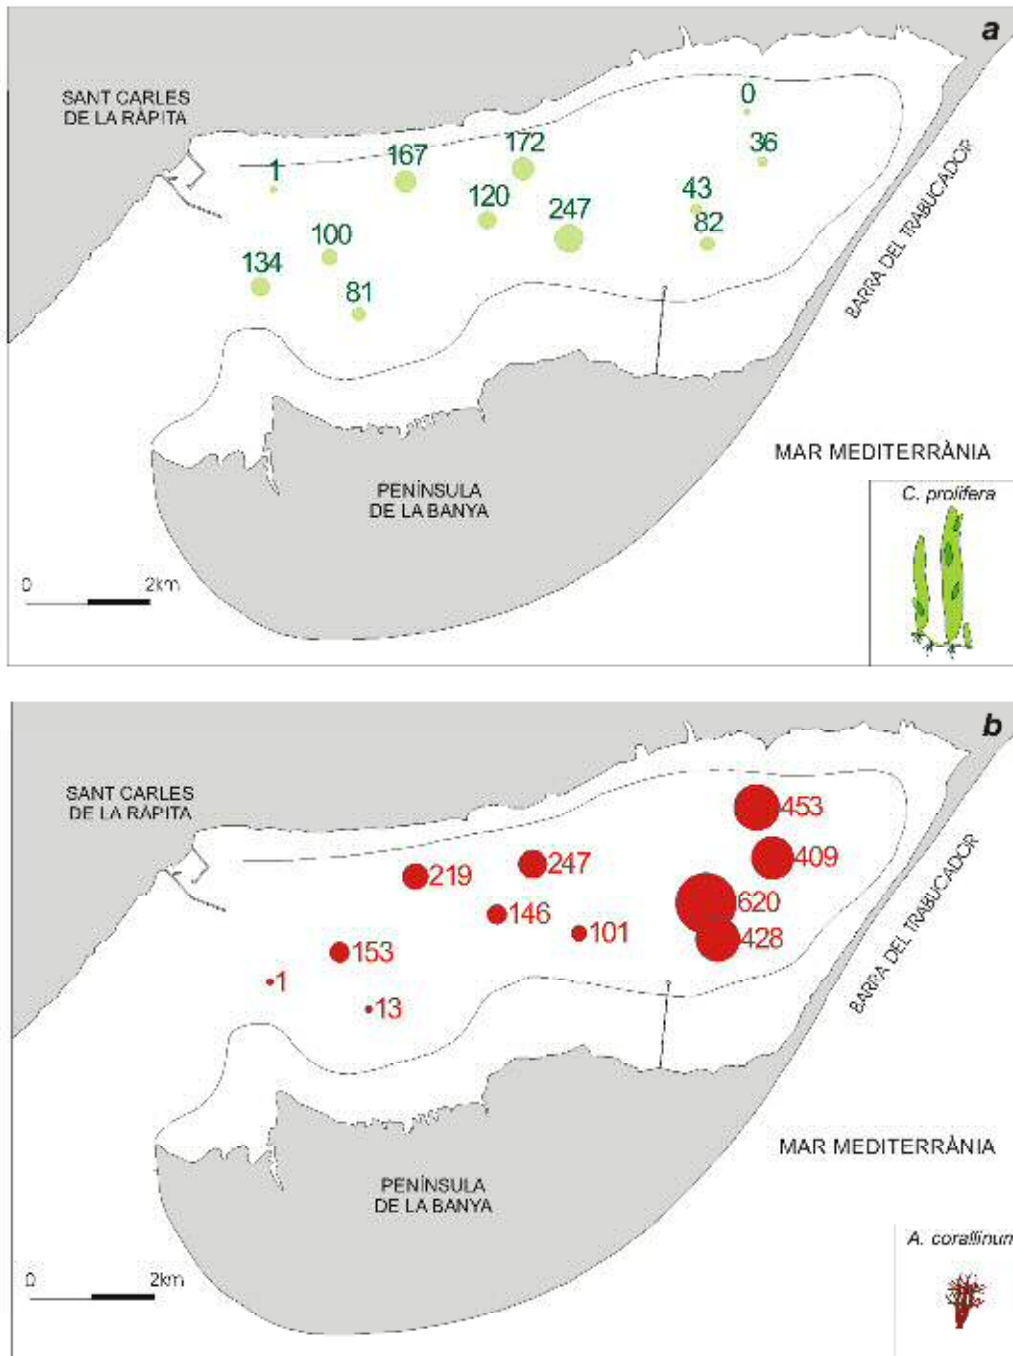 a
SANT CARLES
DE LA RÀPITA
0
1
167
172
36
120
43
247
82
100
134
81
BARRA DEL TRABUCADOR
MAR MEDITERRÀNIA
PENÍNSULA
DE LA BANYA
C. prolifera
0 2km
b
SANT CARLES
DE LA RÀPITA
453
219
247
409
620
146
101
428
153
1
13
BARRA DEL TRABUCADOR
MAR MEDITERRÀNIA
PENÍNSULA
DE LA BANYA
A. corallinum
0 2km